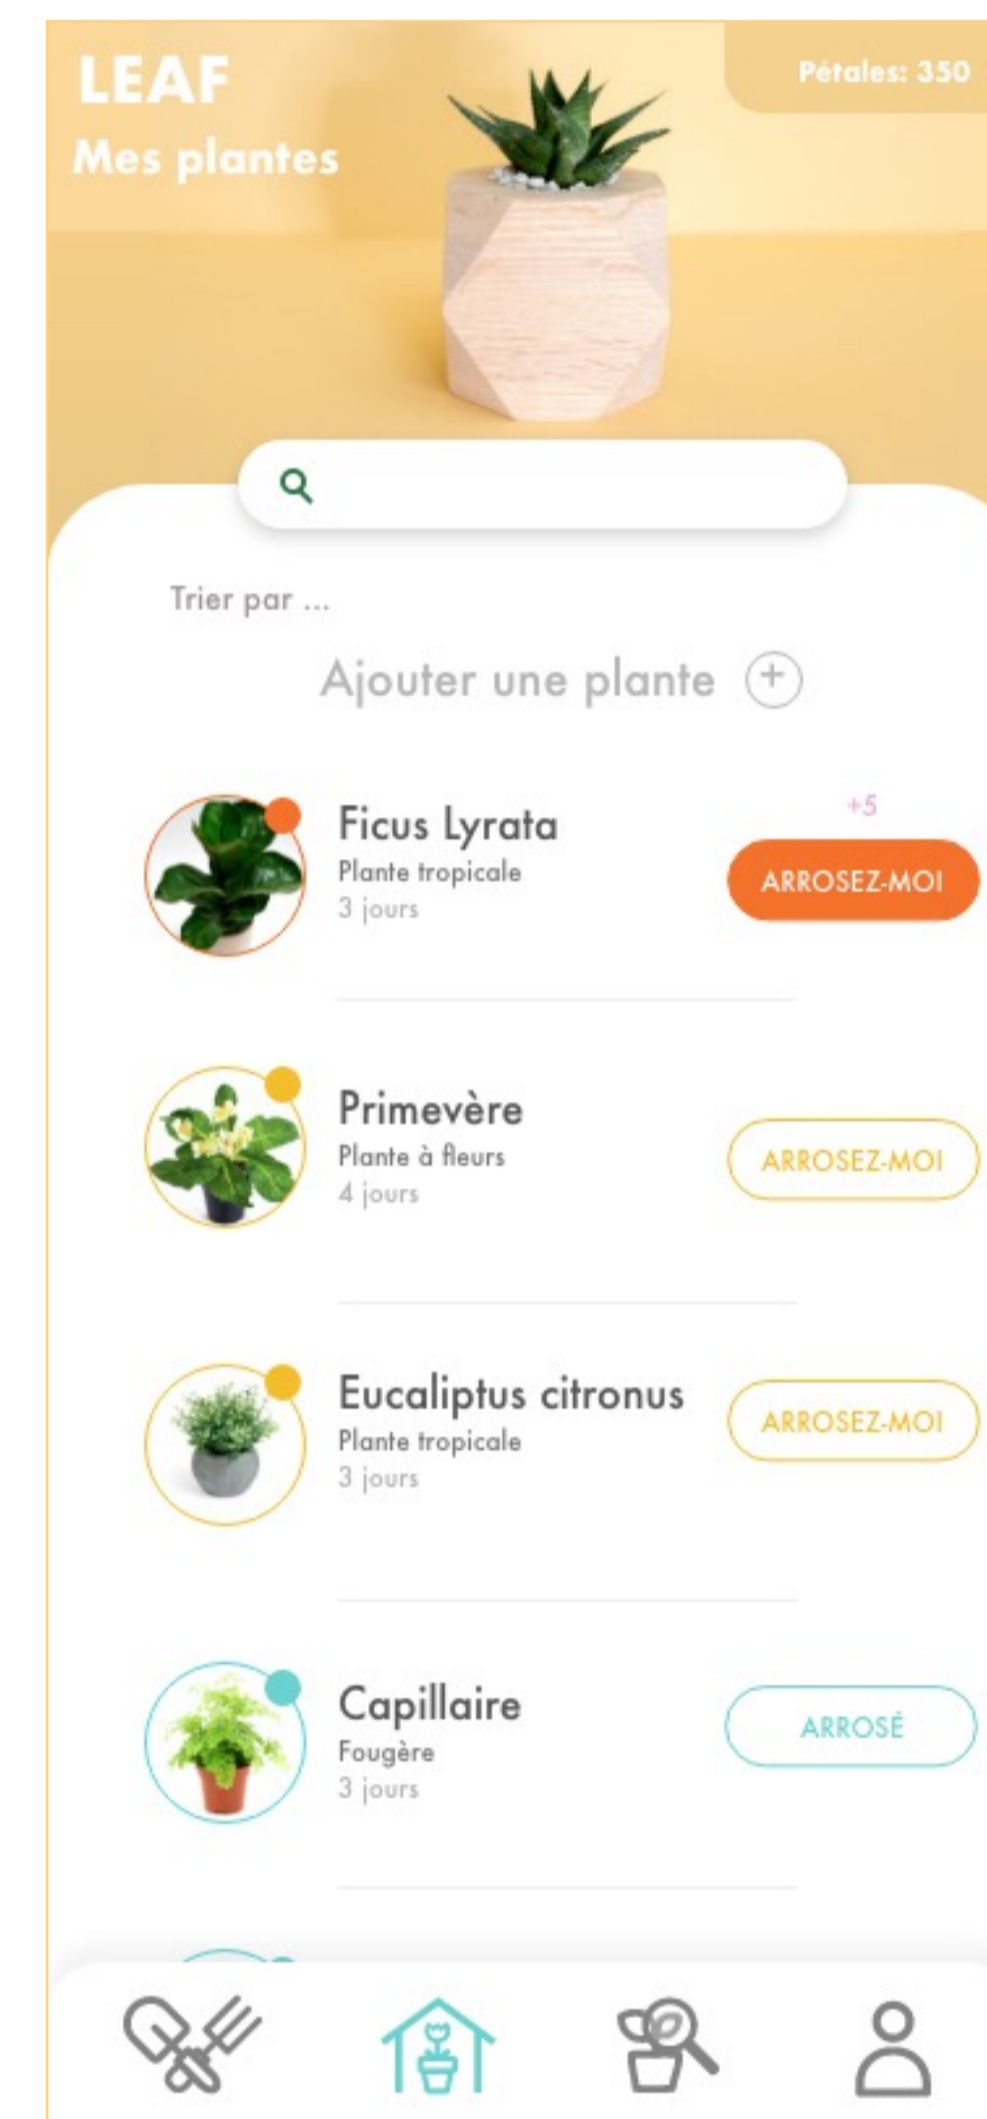 LEAF
Pétales: 350
Mes plantes
Trier par ...
Ajouter une plante +
+5
Ficus Lyrata
Plante tropicale
3 jours
ARROSEZ-MOI
Primevère
Plante à fleurs
4 jours
ARROSEZ-MOI
Eucaliptus citronus
Plante tropicale
3 jours
ARROSEZ-MOI
Capillaire
Fougère
3 jours
ARROSÉ